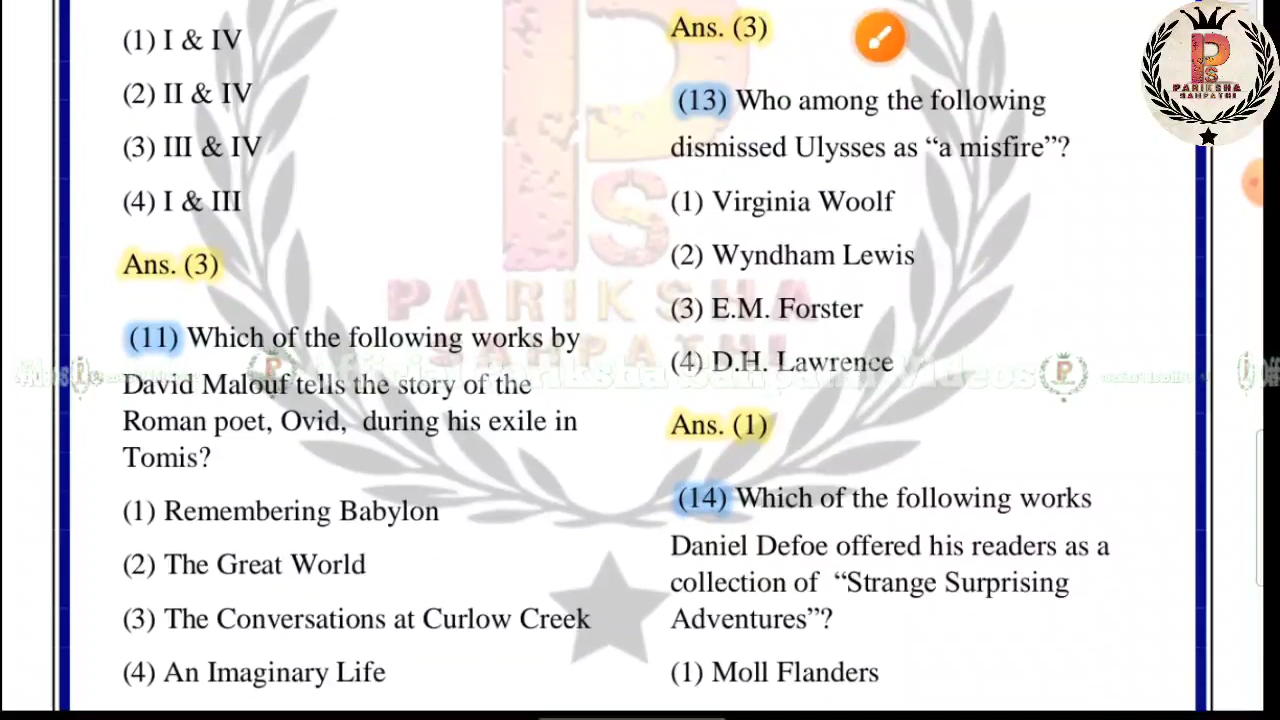 (1) I & IV
(2) II & IV
(3) III & IV
(4) I & III
Ans. (3)
(11) Which of the following works by
David Malouf tells the story of the
Roman poet, Ovid, during his exile in
Tomis?
(1) Remembering Babylon
(2) The Great World
(3) The Conversations at Curlow Creek
(4) An Imaginary Life
Ans. (3)
(13) Who among the following
dismissed Ulysses as “a misfire”?
(1) Virginia Woolf
(2) Wyndham Lewis
(3) E.M. Forster
(4) D.H. Lawrence
Ans. (1)
(14) Which of the following works
Daniel Defoe offered his readers as a
collection of “Strange Surprising
Adventures”?
(1) Moll Flanders
PS
PARIKSHA
SAHPATHI
PS
PARIKSHA
SAHPATHI